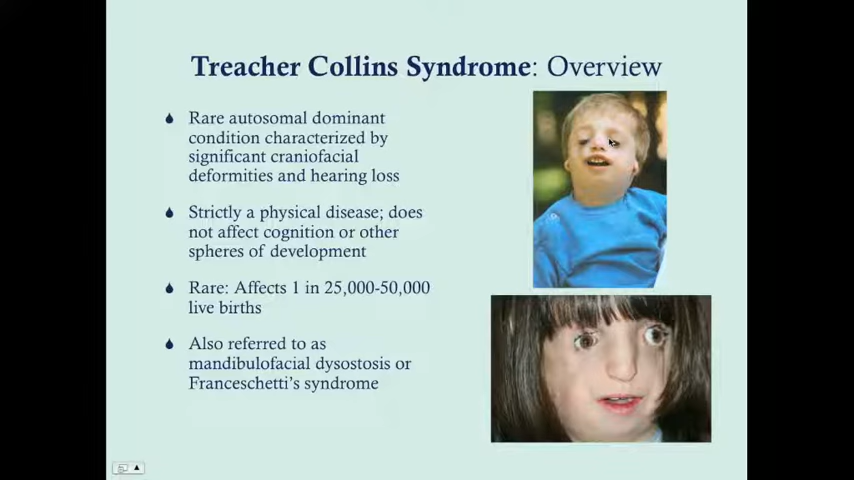 Treacher Collins Syndrome: Overview
Rare autosomal dominant
condition characterized by
significant craniofacial
deformities and hearing loss
Strictly a physical disease; does
not affect cognition or other
spheres of development
Rare: Affects 1 in 25,000-50,000
live births
Also referred to as
mandibulofacial dysostosis or
Franceschetti's syndrome